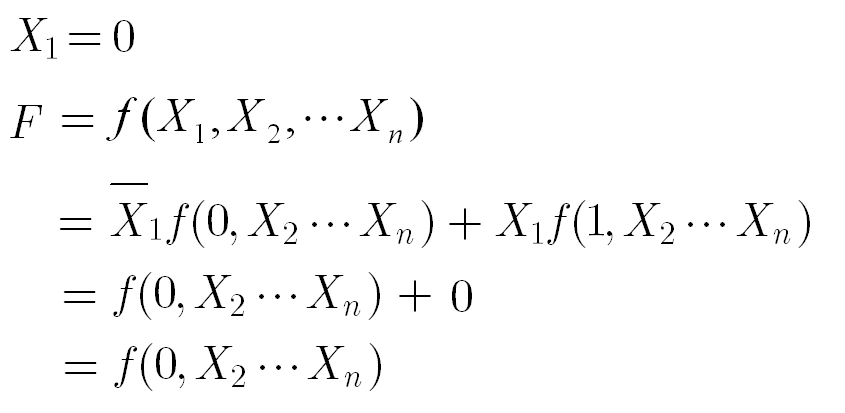 X₁ = 0
F = f(X₁, X₂, ⋯ Xₙ)
= X̅₁f(0, X₂ ⋯ Xₙ) + X₁f(1, X₂ ⋯ Xₙ)
= f(0, X₂ ⋯ Xₙ) + 0
= f(0, X₂ ⋯ Xₙ)